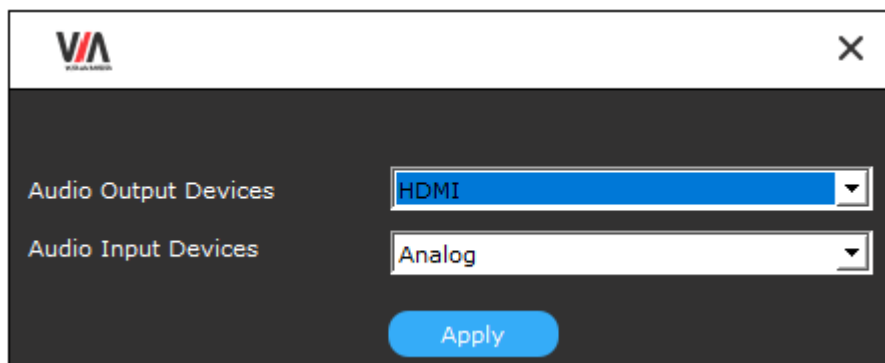 VIA
Audio Output Devices
HDMI
Audio Input Devices
Analog
Apply